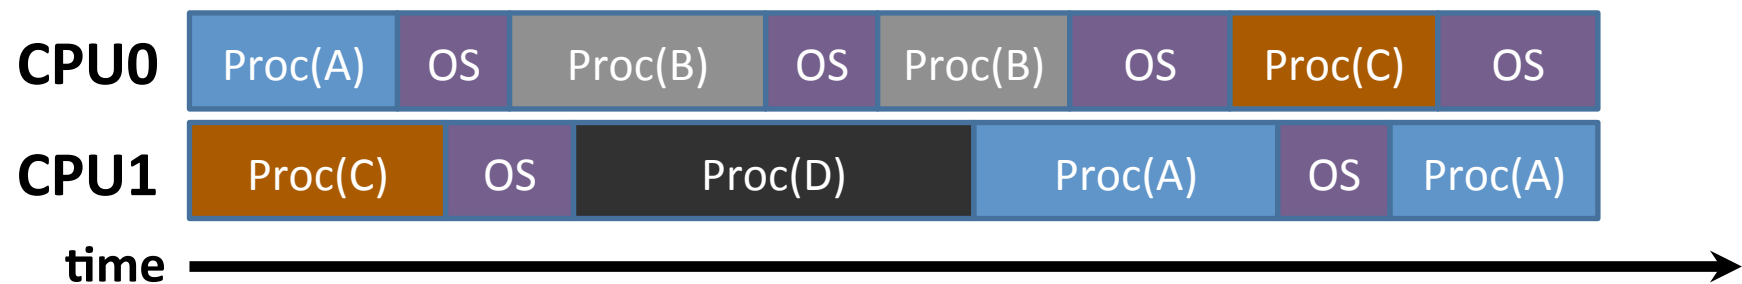 CPU0 Proc(A) OS Proc(B) OS Proc(B) OS Proc(C) OS
CPU1 Proc(C) OS Proc(D) Proc(A) OS Proc(A)
time